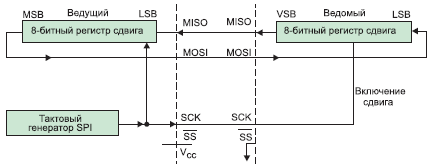 MSB Ведущий LSB MISO MISO VSB Ведомый LSB
8-битный регистр сдвига 8-битный регистр сдвига
MOSI MOSI
Включение
сдвига
Тактовый
генератор SPI
SCK SCK
SS SS
Vcc